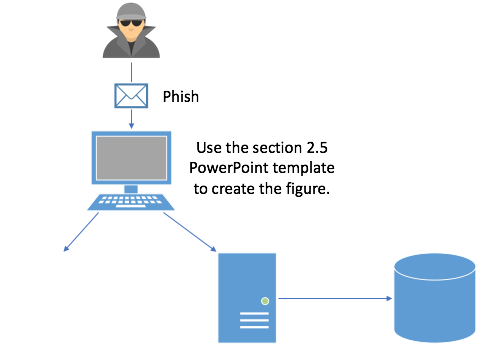 Phish
Use the section 2.5
PowerPoint template
to create the figure.